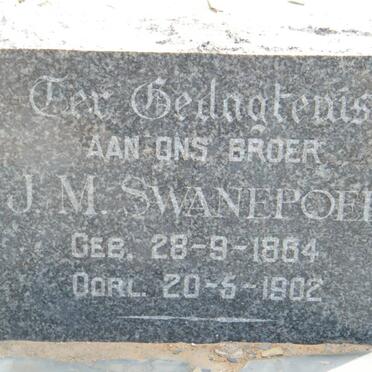 Ter Gedagtenis
AAN ONS BROER
J. M. SWANEPOEL
GEB. 28-9-1864
OORL. 20-5-1902